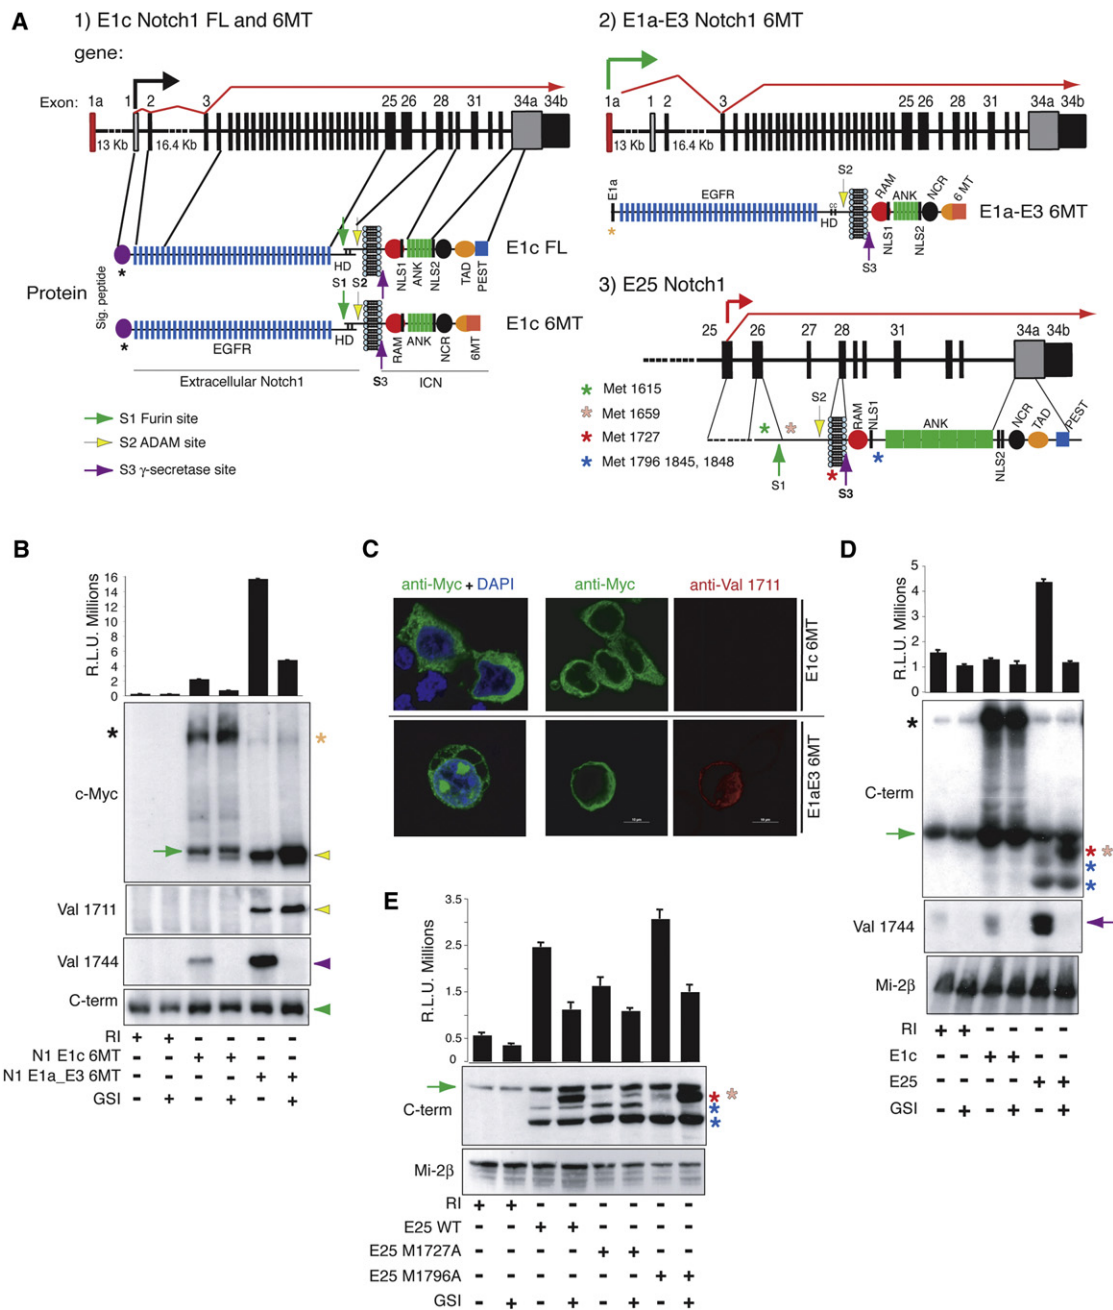 A
1) E1c Notch1 FL and 6MT
gene:
Exon: 1a 1 2 3 25 26 28 31 34a 34b
13 Kb 16.4 Kb
Protein
Sig. peptide
*
HD
NLS1
ANK
NLS2
TAD
PEST
E1c FL
S1 S2
*
EGFR
HD
RAM
ANK
NCR
6MT
E1c 6MT
Extracellular Notch1
S3
ICN
S1 Furin site
S2 ADAM site
S3 γ-secretase site
2) E1a-E3 Notch1 6MT
1a 1 2 3 25 26 28 31 34a 34b
13 Kb 16.4 Kb
E1a
*
EGFR
HD
CC
S2
S3
RAM
NLS1
ANK
NLS2
NCR
6 MT
E1a-E3 6MT
3) E25 Notch1
25 26 27 28 31 34a 34b
* Met 1615
* Met 1659
* Met 1727
* Met 1796 1845, 1848
* *
S1
S2
*
S3
RAM
NLS1
*
ANK
NLS2
NCR
TAD
PEST
B
R.L.U. Millions
16
14
12
10
8
6
4
2
0
* *
c-Myc
Val 1711
Val 1744
C-term
RI + + - - - -
N1 E1c 6MT - - + + - -
N1 E1a_E3 6MT - - - - + +
GSI - + - + - +
C
anti-Myc + DAPI
anti-Myc
anti-Val 1711
E1c 6MT
E1aE3 6MT
D
R.L.U. Millions
5
4
3
2
1
0
*
C-term
* *
*
*
Val 1744
Mi-2β
RI + + - - - -
E1c - - + + - -
E25 - - - - + +
GSI - + - + - +
E
R.L.U. Millions
3.5
2.5
1.5
0.5
0
C-term
* *
*
*
Mi-2β
RI + + - - - - - -
E25 WT - - + + - - - -
E25 M1727A - - - - + + - -
E25 M1796A - - - - - - + +
GSI - + - + - + - +